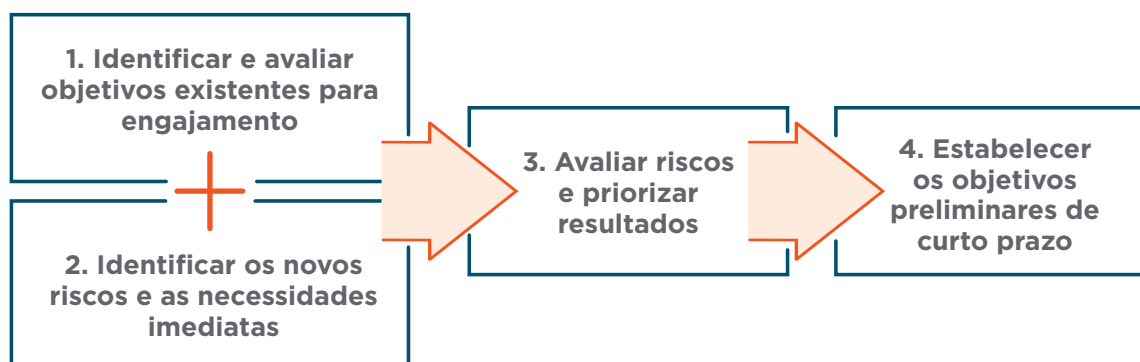 1. Identificar e avaliar
objetivos existentes para
engajamento
2. Identificar os novos
riscos e as necessidades
imediatas
3. Avaliar riscos
e priorizar
resultados
4. Estabelecer
os objetivos
preliminares de
curto prazo